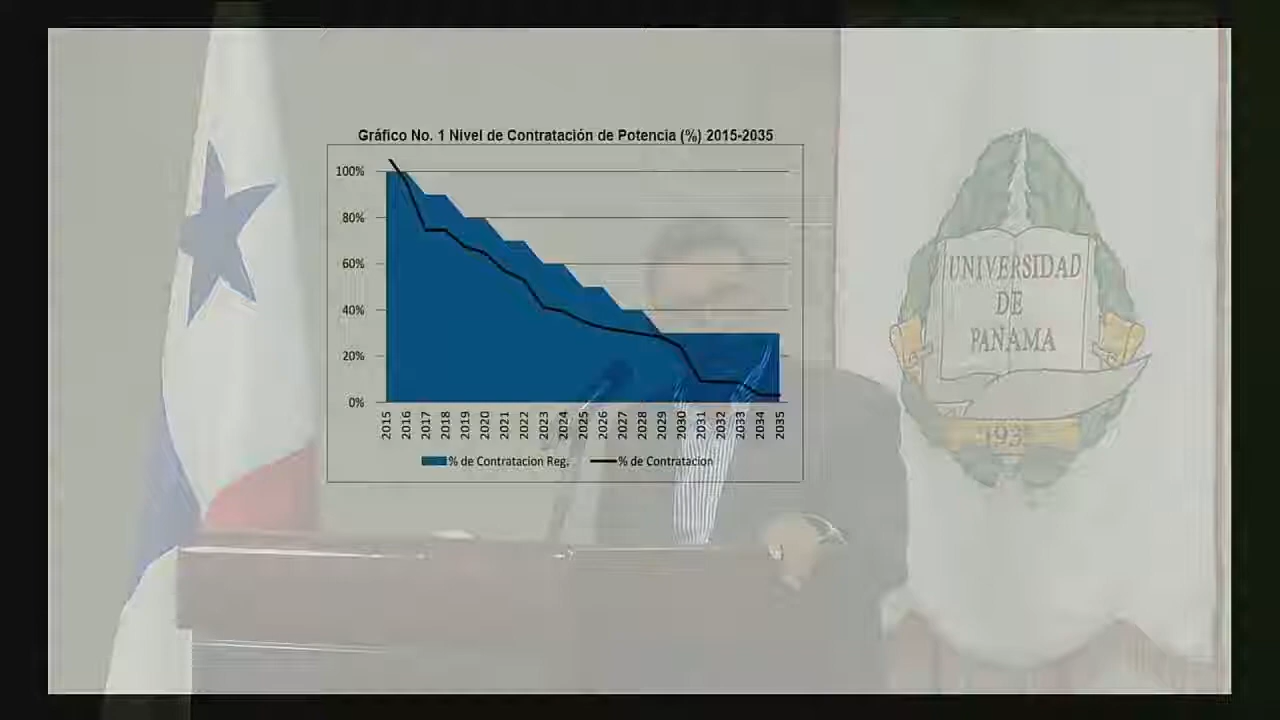 Gráfico No. 1 Nivel de Contratación de Potencia (%) 2015-2035
100%
80%
60%
40%
20%
0%
2015 2016 2017 2018 2019 2020 2021 2022 2023 2024 2025 2026 2027 2028 2029 2030 2031 2032 2033 2034 2035
% de Contratacion Reg. % de Contratacion
UNIVERSIDAD
DE
PANAMA